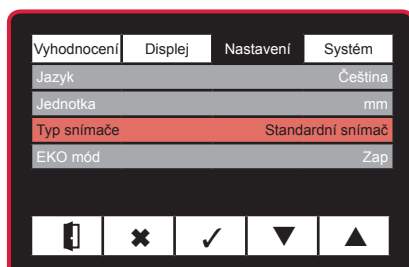 Vyhodnocení Displej Nastavení Systém
Jazyk Čeština
Jednotka mm
Typ snímače Standardní snímač
EKO mód Zap